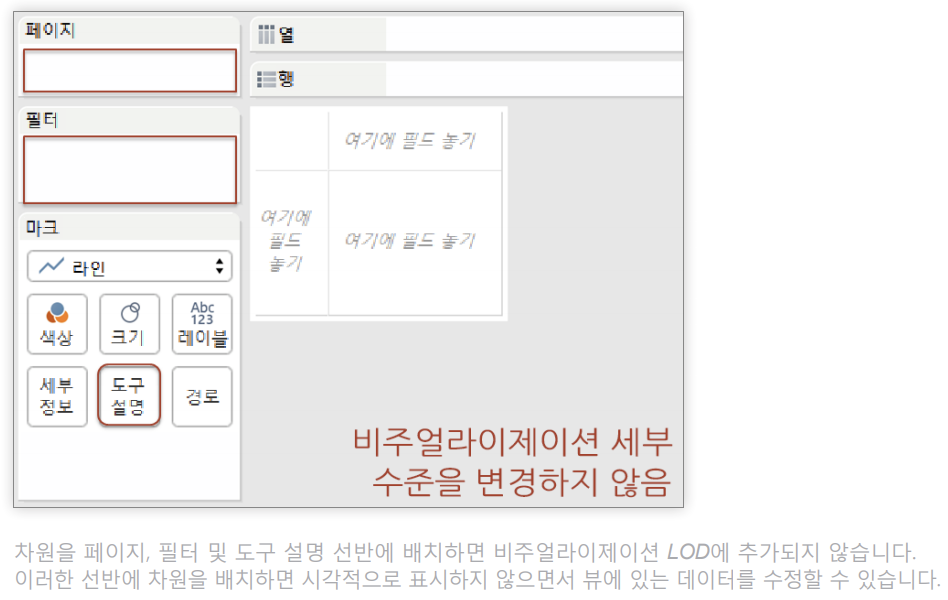 페이지
열
행
필터
여기에 필드 놓기
여기에
필드
놓기
여기에 필드 놓기
마크
라인
색상
크기
Abc
123
레이블
세부
정보
도구
설명
경로
비주얼라이제이션 세부
수준을 변경하지 않음
차원을 페이지, 필터 및 도구 설명 선반에 배치하면 비주얼라이제이션 LOD에 추가되지 않습니다.
이러한 선반에 차원을 배치하면 시각적으로 표시하지 않으면서 뷰에 있는 데이터를 수정할 수 있습니다.